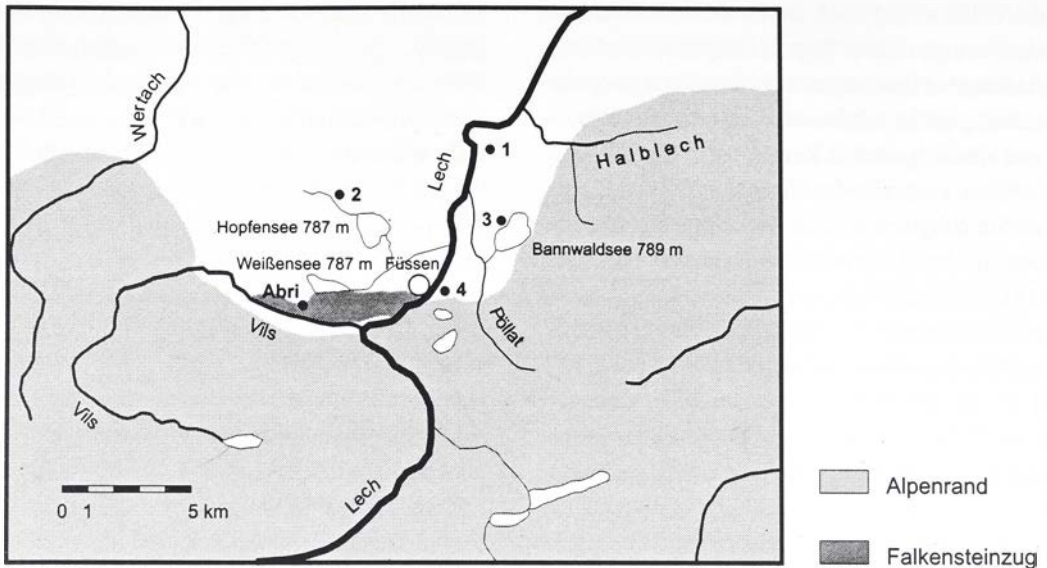 Wertach
Lech
1
Halblech
2
3
Hopfensee 787 m
Bannwaldsee 789 m
Weißensee 787 m
Füssen
Abri
4
Vils
Pöllat
Vils
Lech
0 1 5 km
Alpenrand
Falkensteinzug